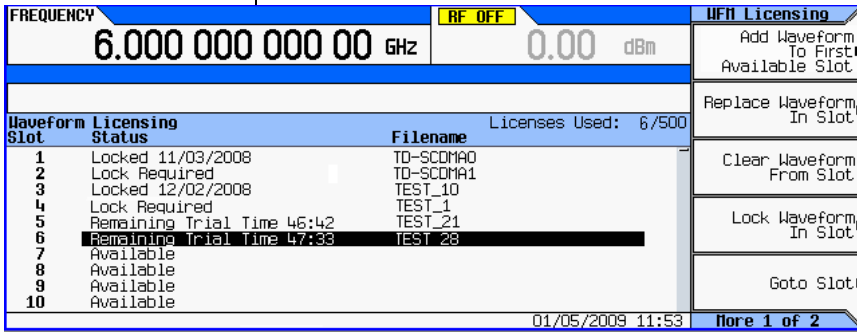 FREQUENCY
6.000 000 000 00 GHz
RF OFF
0.00 dBm
Waveform Licensing
Licenses Used: 6/500
Slot Status Filename
1 Locked 11/03/2008 TD-SCDMA0
2 Lock Required TD-SCDMA1
3 Locked 12/02/2008 TEST_10
4 Lock Required TEST_1
5 Remaining Trial Time 46:42 TEST_21
6 Remaining Trial Time 47:33 TEST_28
7 Available
8 Available
9 Available
10 Available
01/05/2009 11:53
WFM Licensing
Add Waveform
To First
Available Slot
Replace Waveform
In Slot
Clear Waveform
From Slot
Lock Waveform
In Slot
Goto Slot
More 1 of 2